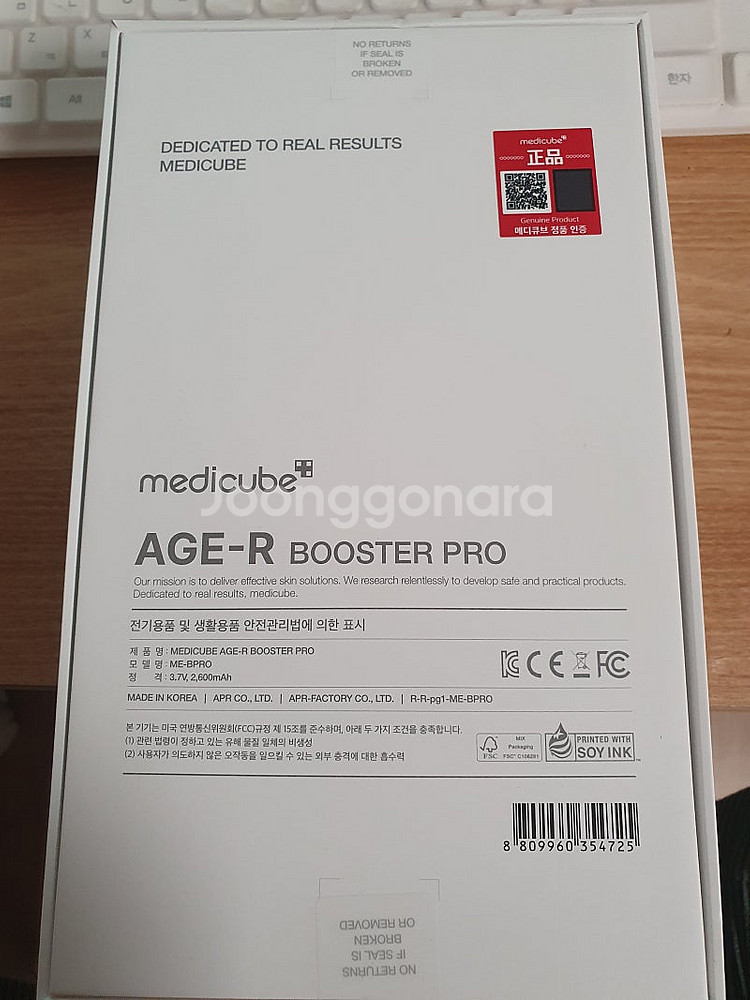 Z
X
Alt
한자
NO RETURNS
IF SEAL IS
BROKEN
OR REMOVED
DEDICATED TO REAL RESULTS
MEDICUBE
medicube
正品
Genuine Product
메디큐브 정품 인증
medicube
Joonggonara
AGE-R BOOSTER PRO
Our mission is to deliver effective skin solutions. We research relentlessly to develop safe and practical products.
Dedicated to real results, medicube.
전기용품 및 생활용품 안전관리법에 의한 표시
제 품 명 : MEDICUBE AGE-R BOOSTER PRO
모 델 명 : ME-BPRO
정 격 : 3.7V, 2,600mAh
MADE IN KOREA | APR CO., LTD. | APR-FACTORY CO., LTD. | R-R-pg1-ME-BPRO
본 기기는 미국 연방통신위원회(FCC)규정 제 15조를 준수하며, 아래 두 가지 조건을 충족합니다.
(1) 관련 법령이 정하고 있는 유해 물질 일체의 비생성
(2) 사용자가 의도하지 않은 오작동을 일으킬 수 있는 외부 충격에 대한 흡수력
FSC
MIX
Packaging
FSC® C106291
PRINTED WITH
SOY INK™
8 809960 354725
NO RETURNS
IF SEAL IS
BROKEN
OR REMOVED